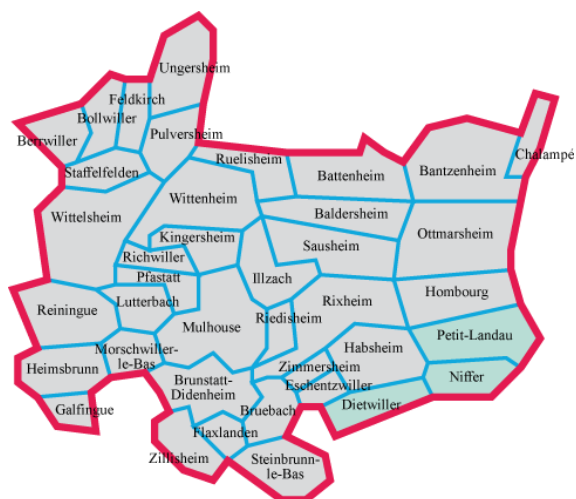 Ungersheim
Feldkirch
Bollwiller
Berrwiller
Pulversheim
Chalampé
Ruelisheim
Staffelfelden
Battenheim
Bantzenheim
Wittenheim
Wittelsheim
Baldersheim
Ottmarsheim
Kingersheim
Sausheim
Richwiller
Pfastatt
Illzach
Hombourg
Lutterbach
Rixheim
Reiningue
Riedisheim
Mulhouse
Petit-Landau
Habsheim
Morschwiller-
le-Bas
Heimsbrunn
Zimmersheim
Niffer
Brunstatt-
Didenheim
Eschentzwiller
Dietwiller
Galfingue
Bruebach
Flaxlanden
Zillisheim
Steinbrunn-
le-Bas